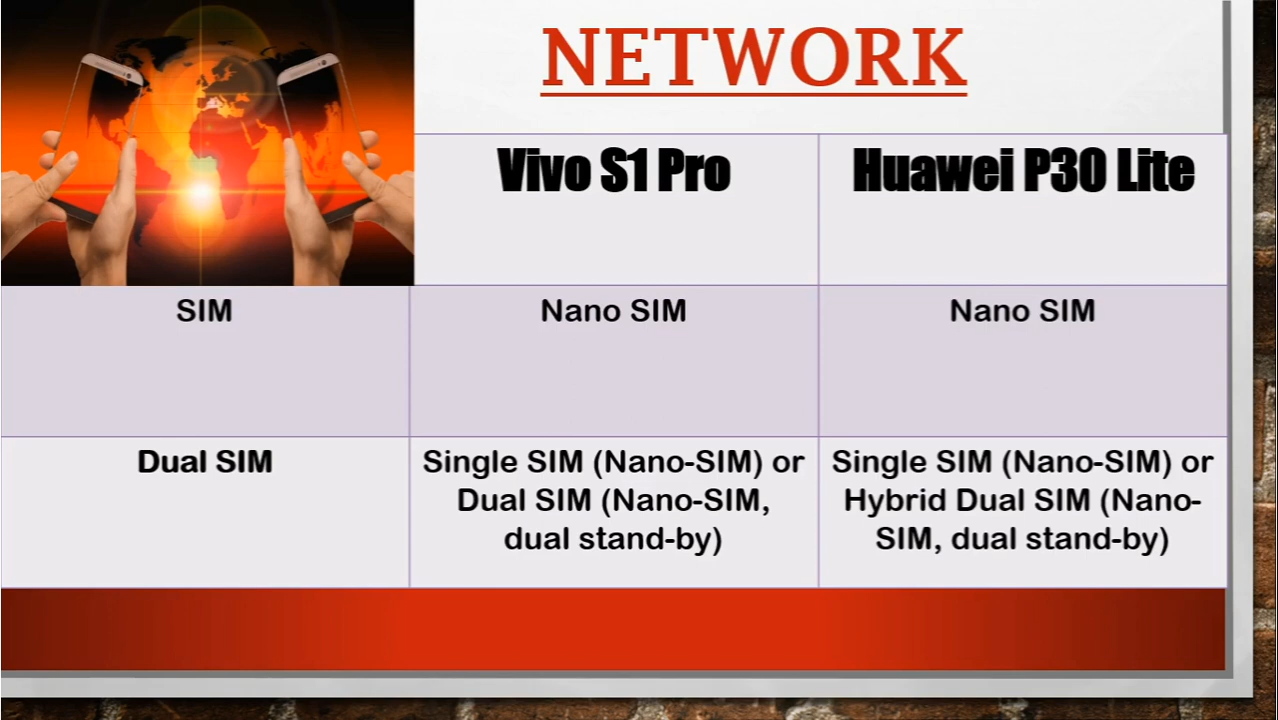 NETWORK
Vivo S1 Pro
Huawei P30 Lite
SIM
Nano SIM
Nano SIM
Dual SIM
Single SIM (Nano-SIM) or
Dual SIM (Nano-SIM,
dual stand-by)
Single SIM (Nano-SIM) or
Hybrid Dual SIM (Nano-
SIM, dual stand-by)